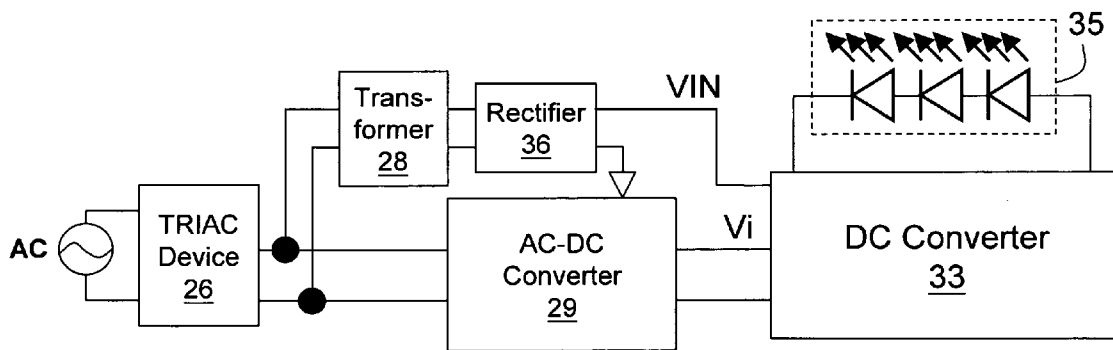 35
VIN
Trans-
former
28
Rectifier
36
AC
TRIAC
Device
26
AC-DC
Converter
29
Vi
DC Converter
33